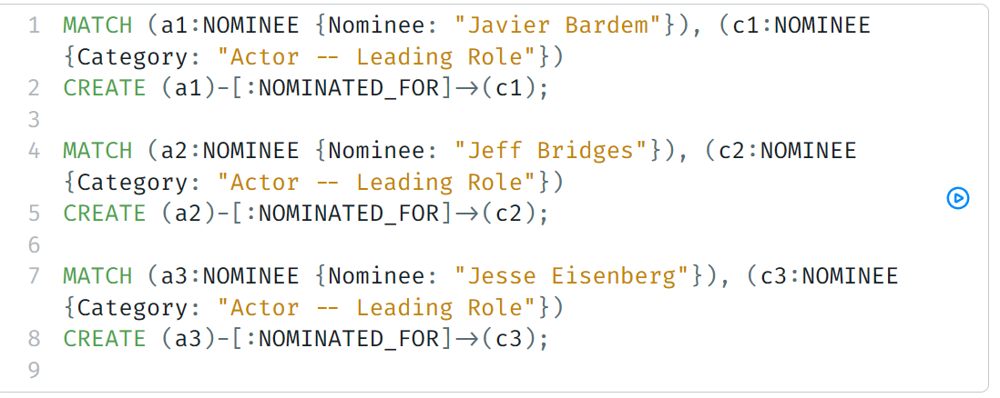 1 MATCH (a1:NOMINEE {Nominee: "Javier Bardem"}), (c1:NOMINEE
{Category: "Actor -- Leading Role"})
2 CREATE (a1)-[:NOMINATED_FOR]->(c1);
3
4 MATCH (a2:NOMINEE {Nominee: "Jeff Bridges"}), (c2:NOMINEE
{Category: "Actor -- Leading Role"})
5 CREATE (a2)-[:NOMINATED_FOR]->(c2);
6
7 MATCH (a3:NOMINEE {Nominee: "Jesse Eisenberg"}), (c3:NOMINEE
{Category: "Actor -- Leading Role"})
8 CREATE (a3)-[:NOMINATED_FOR]->(c3);
9